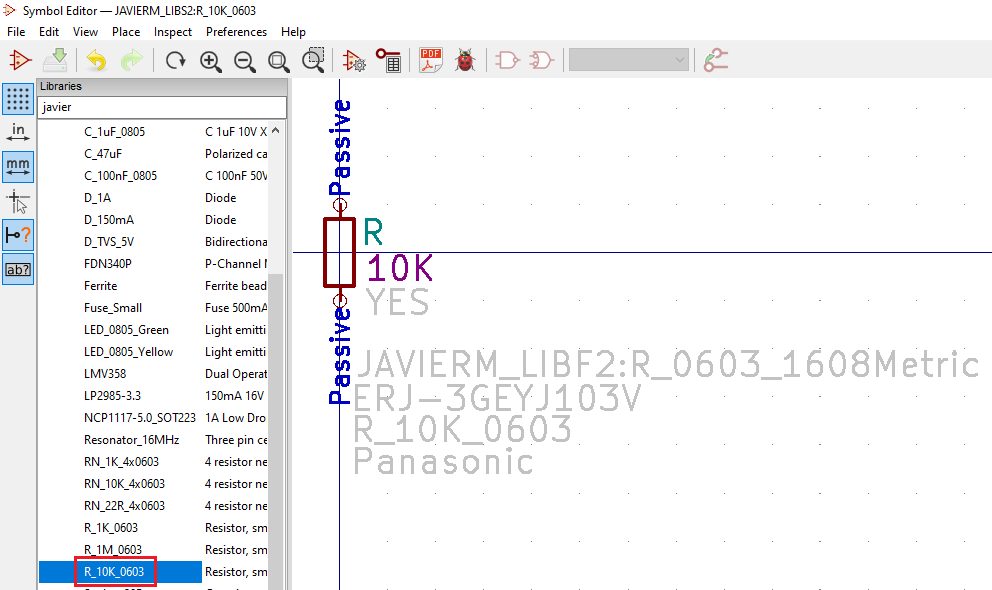 Symbol Editor — JAVIERM_LIBS2:R_10K_0603
File Edit View Place Inspect Preferences Help
PDF
Libraries
in
javier
mm
ab?
C_1uF_0805 C 1uF 10V X
C_47uF Polarized ca
C_100nF_0805 C 100nF 50V
D_1A Diode
D_150mA Diode
D_TVS_5V Bidirectiona
FDN340P P-Channel
Ferrite Ferrite bead
Fuse_Small Fuse 500mA
LED_0805_Green Light emitti
LED_0805_Yellow Light emitti
LMV358 Dual Operat
LP2985-3.3 150mA 16V
NCP1117-5.0_SOT223 1A Low Dro
Resonator_16MHz Three pin ce
RN_1K_4x0603 4 resistor ne
RN_10K_4x0603 4 resistor ne
RN_22R_4x0603 4 resistor ne
R_1K_0603 Resistor, sm
R_1M_0603 Resistor, sm
R_10K_0603 Resistor, sm
Passive
R
10K
YES
Passive
JAVIERM_LIBF2:R_0603_1608Metric
ERJ-3GEYJ103V
R_10K_0603
Panasonic